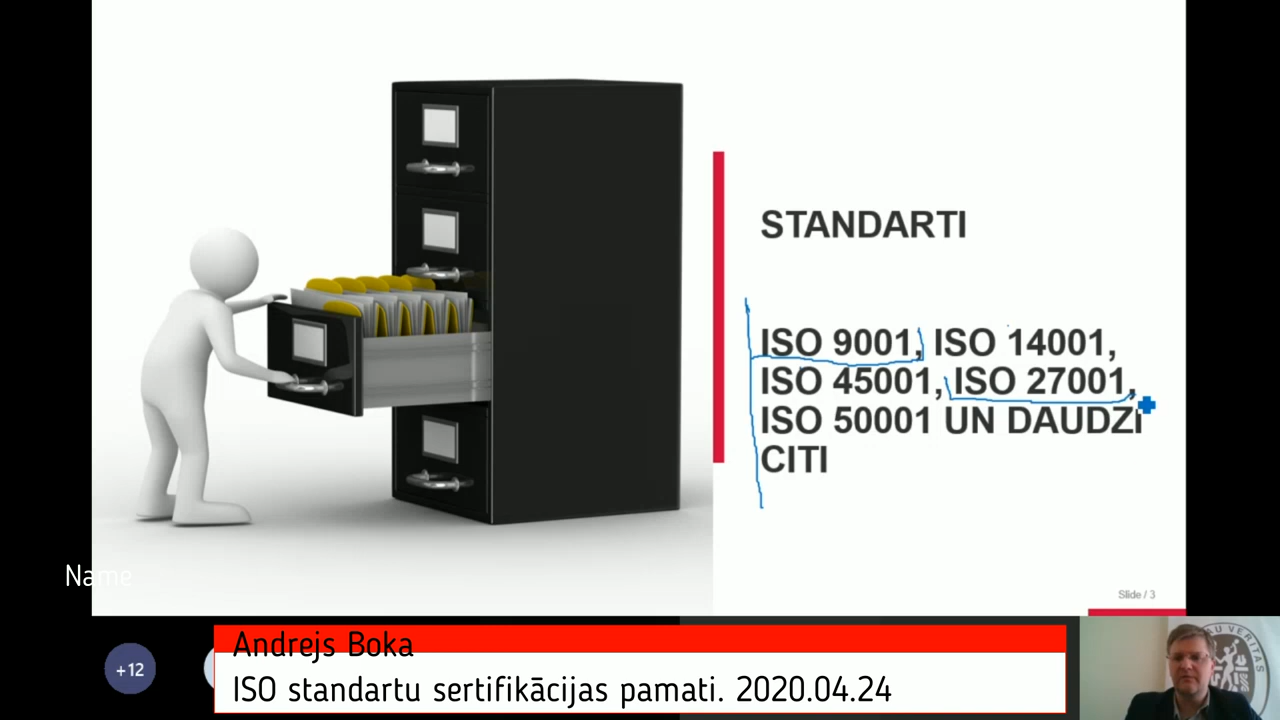 STANDARTI
ISO 9001, ISO 14001,
ISO 45001, ISO 27001,
ISO 50001 UN DAUDZI
CITI
Slide / 3
Name
+12
Andrejs Boka
ISO standartu sertifikācijas pamati. 2020.04.24